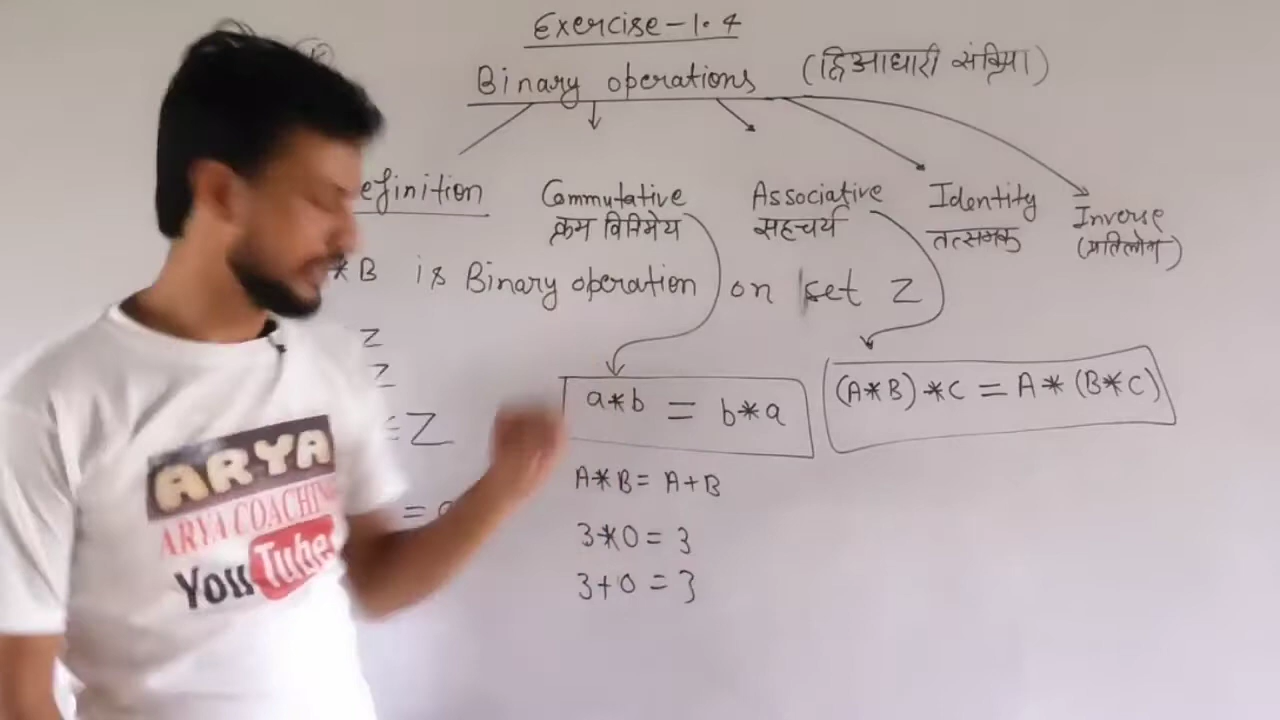 Exercise-1.4
Binary operations (द्विआधारी संक्रिया)
efinition
Commutative
क्रम विनिमेय
Associative
सहचर्य
Identity
तत्समक
Inverse
(प्रतिलोम)
*B is Binary operation on set Z
Z
Z
∈Z
a*b = b*a
(A*B)*C = A*(B*C)
A*B = A+B
3*0 = 3
3+0 = 3
=
ARYA
ARYA COACHING
YouTube